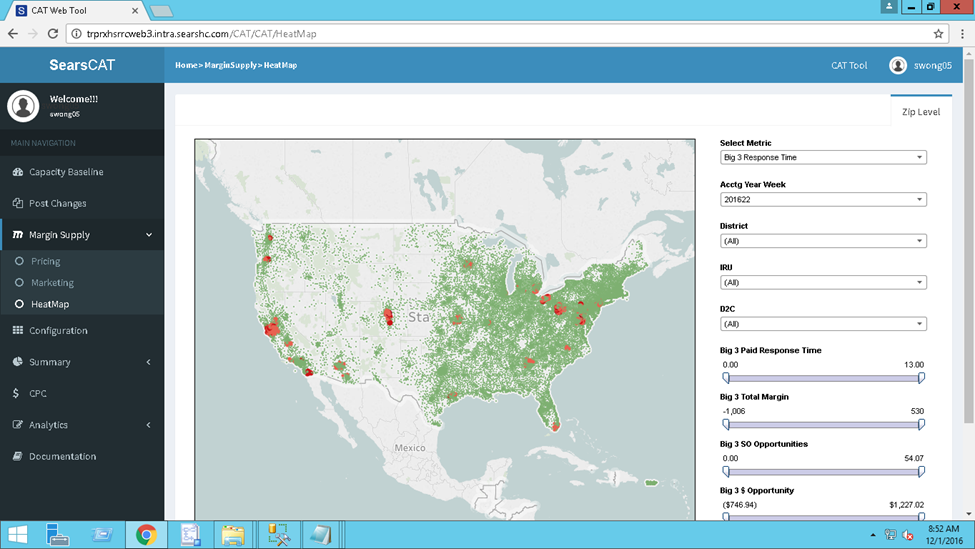 CAT Web Tool
trprxhsrrcweb3.intra.searshc.com/CAT/CAT/HeatMap
SearsCAT
Home> MarginSupply> HeatMap
CAT Tool
swong05
Welcome!!!
swong05
Zip Level
MAIN NAVIGATION
Capacity Baseline
Post Changes
Margin Supply
Pricing
Marketing
HeatMap
Configuration
Summary
CPC
Analytics
Documentation
Sta
Mexico
Select Metric
Big 3 Response Time
Acctg Year Week
201622
District
(All)
IRU
(All)
D2C
(All)
Big 3 Paid Response Time
0.00 13.00
Big 3 Total Margin
-1,006 530
Big 3 SO Opportunities
0.00 54.07
Big 3 $ Opportunity
($746.94) $1,227.02
8:52 AM
12/1/2016